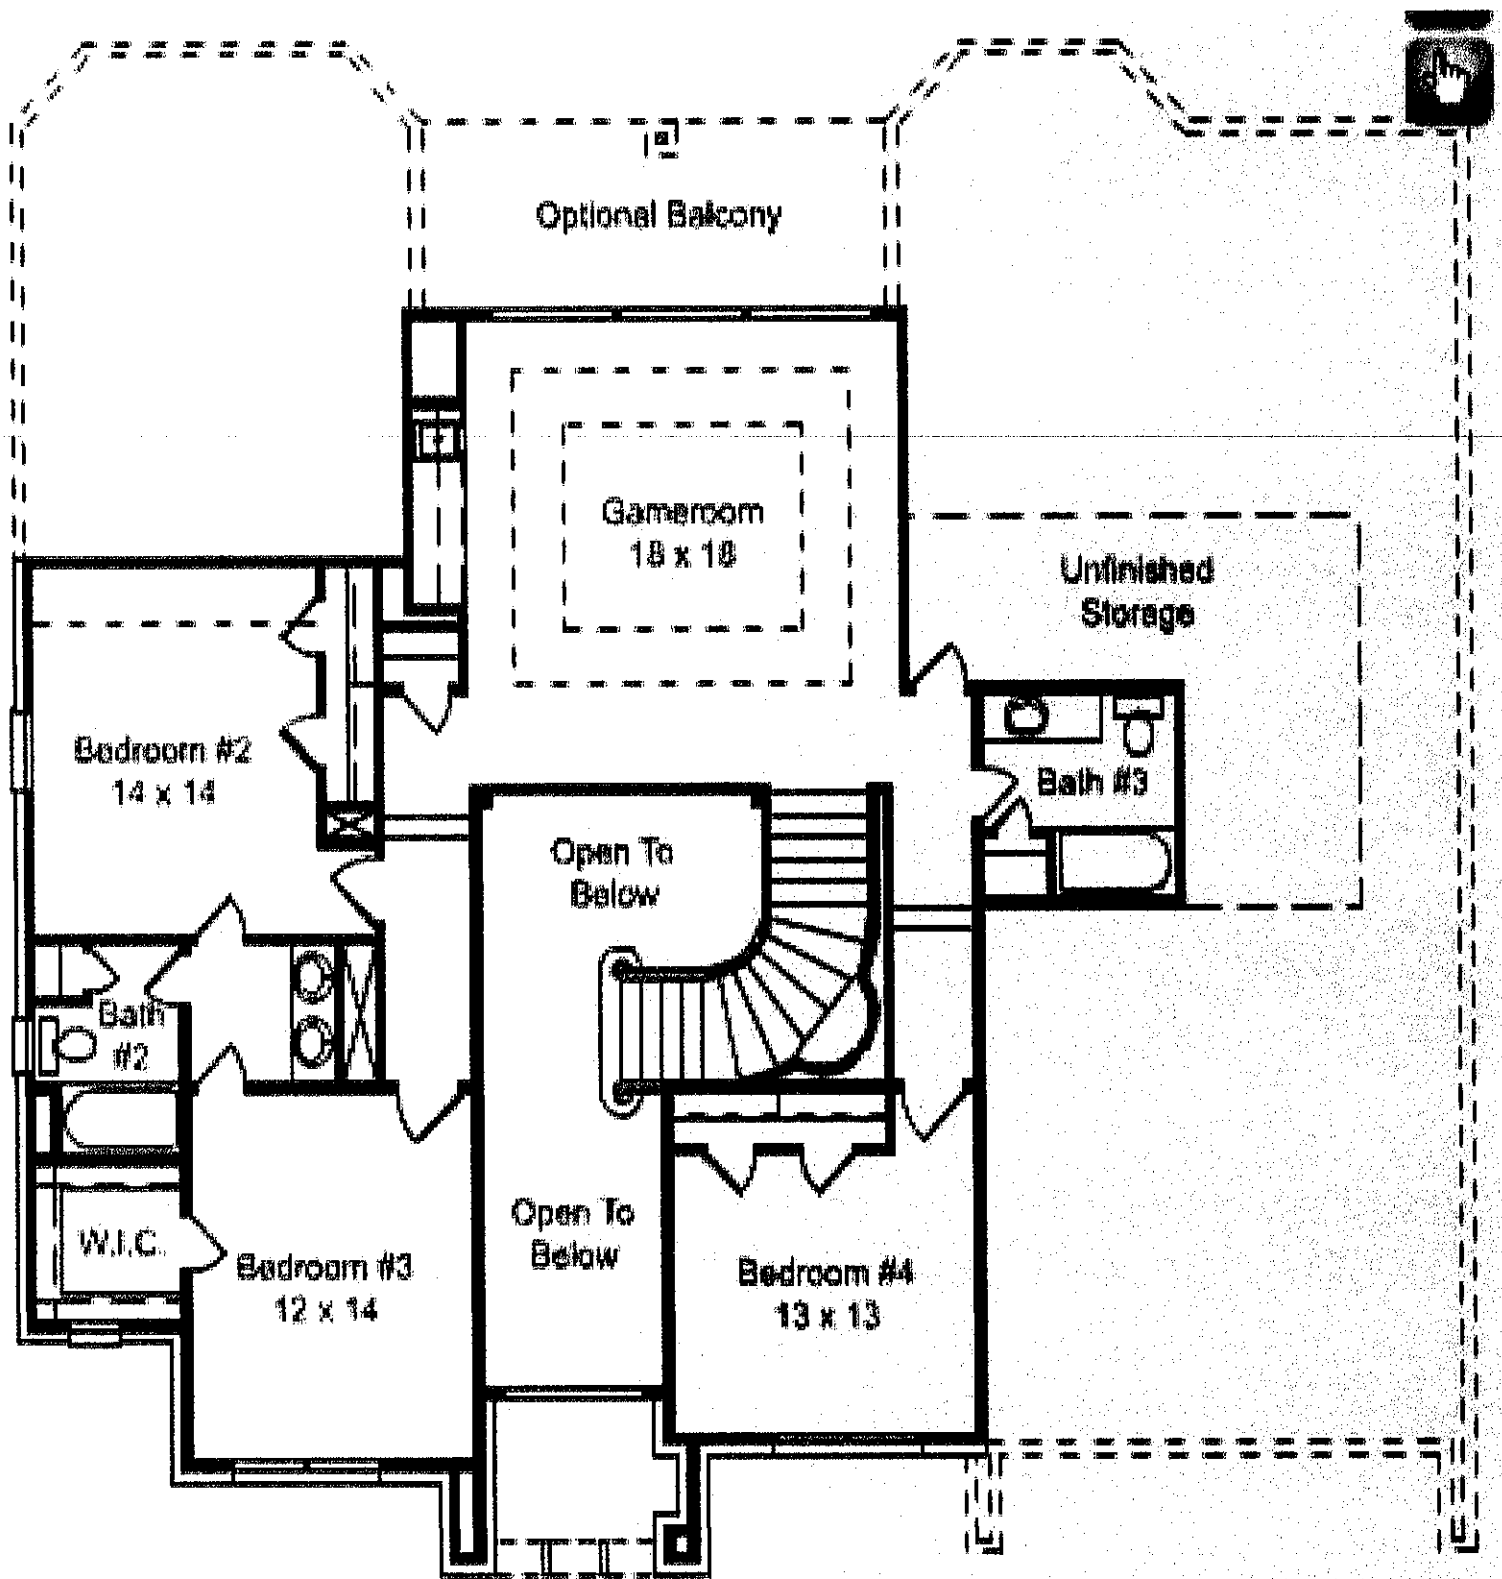 Optional Balcony
Gameroom
18 x 18
Unfinished
Storage
Bedroom #2
14 x 14
Bath #3
Open To
Below
Bath
#2
W.I.C.
Bedroom #3
12 x 14
Open To
Below
Bedroom #4
13 x 13